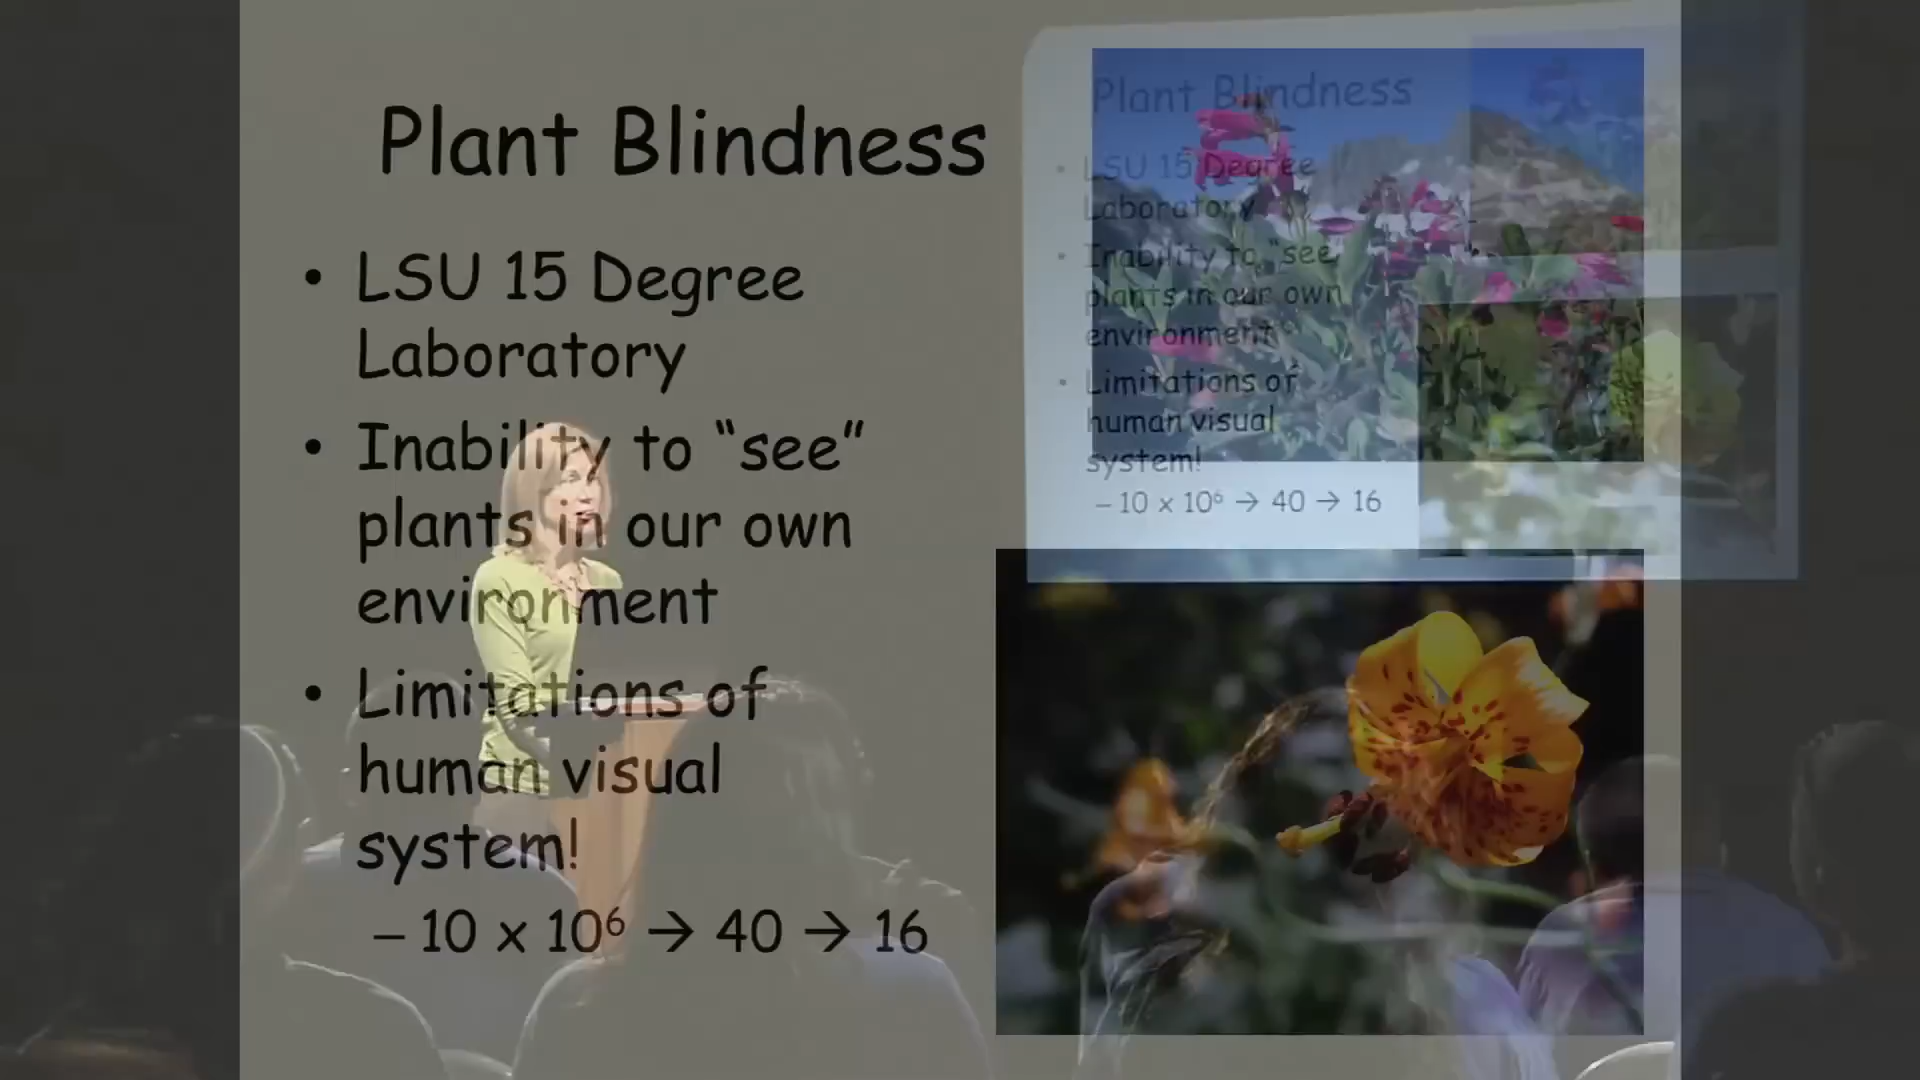 Plant Blindness
• LSU 15 Degree
Laboratory
• Inability to “see”
plants in our own
environment
• Limitations of
human visual
system!
– 10 x 10⁶ → 40 → 16
Plant Blindness
• LSU 15 Degree
Laboratory
• Inability to “see
plants in our own
environment
• Limitations of
human visual
system!
– 10 x 10⁶ → 40 → 16